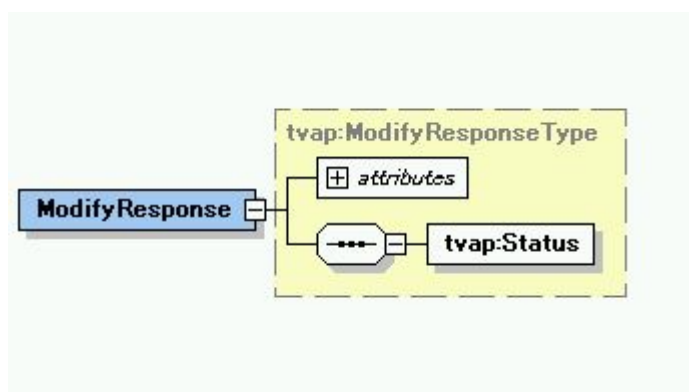 tvap:ModifyResponseType
attributes
ModifyResponse
tvap:Status